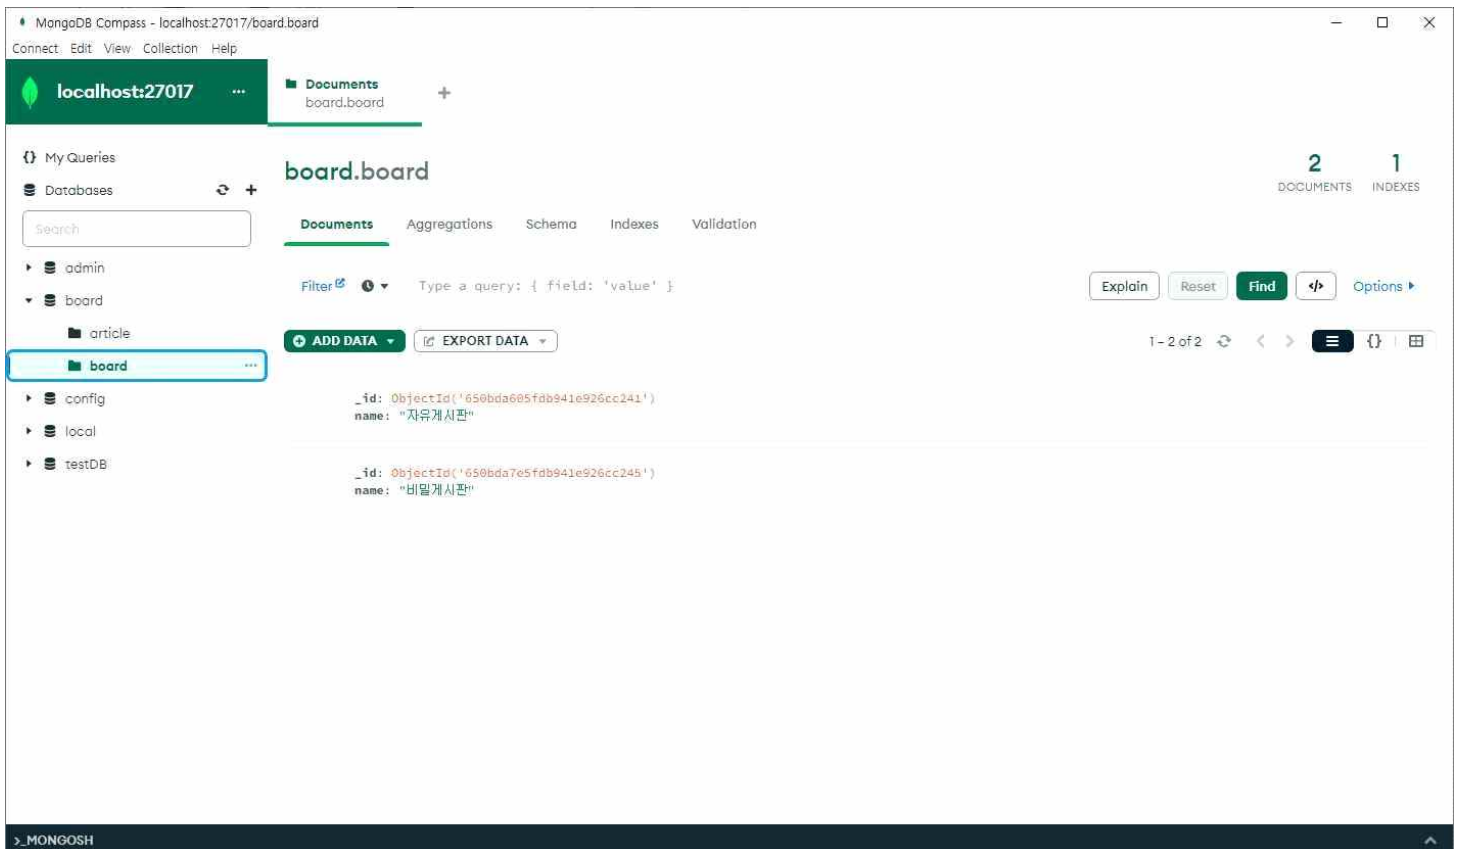 MongoDB Compass - localhost:27017/board.board
Connect Edit View Collection Help
localhost:27017 ...
Documents
board.board
+
{} My Queries
Databases
Search
admin
board
article
board ...
config
local
testDB
board.board
2
DOCUMENTS
1
INDEXES
Documents Aggregations Schema Indexes Validation
Filter Type a query: { field: 'value' } Explain Reset Find </> Options
ADD DATA EXPORT DATA 1 – 2 of 2 {}
_id: ObjectId('650bda605fdb941e926cc241')
name: "자유게시판"
_id: ObjectId('650bda7e5fdb941e926cc245')
name: "비밀게시판"
>_MONGOSH